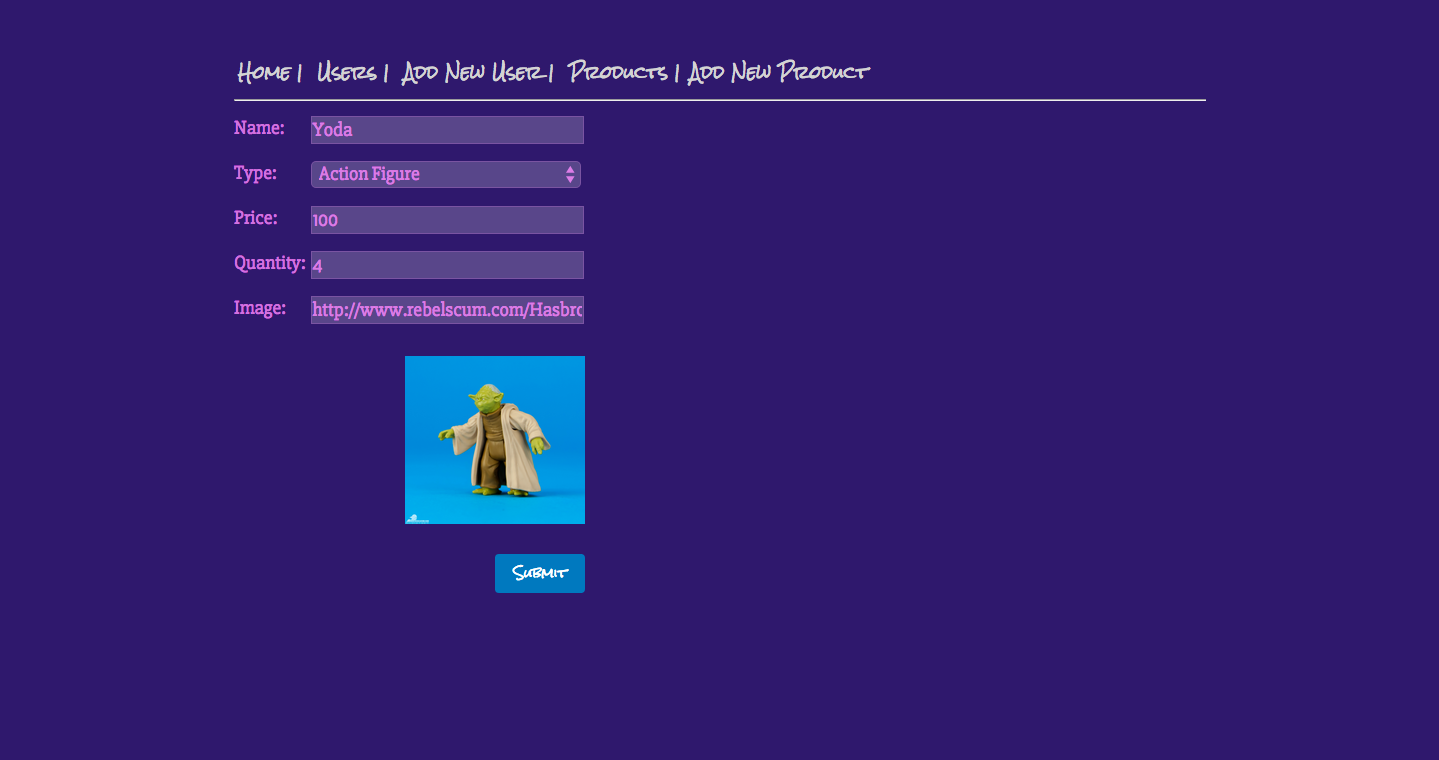 Home | Users | Add New User | Products | Add New Product
Name: Yoda
Type: Action Figure
Price: 100
Quantity: 4
Image: http://www.rebelscum.com/Hasbro
Submit